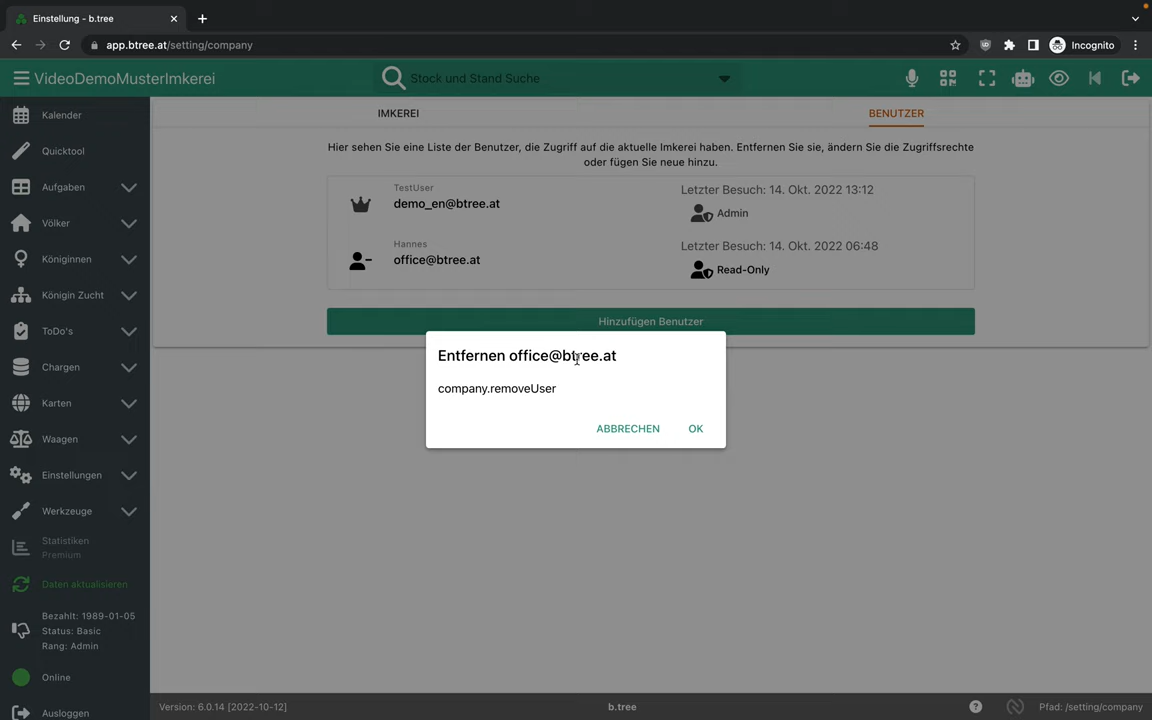 Einstellung - b.tree
app.btree.at/setting/company
Incognito
VideoDemoMusterImkerei
Stock und Stand Suche
Kalender
Quicktool
Aufgaben
Völker
Königinnen
Königin Zucht
ToDo's
Chargen
Karten
Waagen
Einstellungen
Werkzeuge
Statistiken
Premium
Daten aktualisieren
Bezahlt: 1989-01-05
Status: Basic
Rang: Admin
Online
Ausloggen
IMKEREI
BENUTZER
Hier sehen Sie eine Liste der Benutzer, die Zugriff auf die aktuelle Imkerei haben. Entfernen Sie sie, ändern Sie die Zugriffsrechte
oder fügen Sie neue hinzu.
TestUser
demo_en@btree.at
Letzter Besuch: 14. Okt. 2022 13:12
Admin
Hannes
office@btree.at
Letzter Besuch: 14. Okt. 2022 06:48
Read-Only
Hinzufügen Benutzer
Entfernen office@btree.at
company.removeUser
ABBRECHEN
OK
Version: 6.0.14 [2022-10-12]
b.tree
Pfad: /setting/company